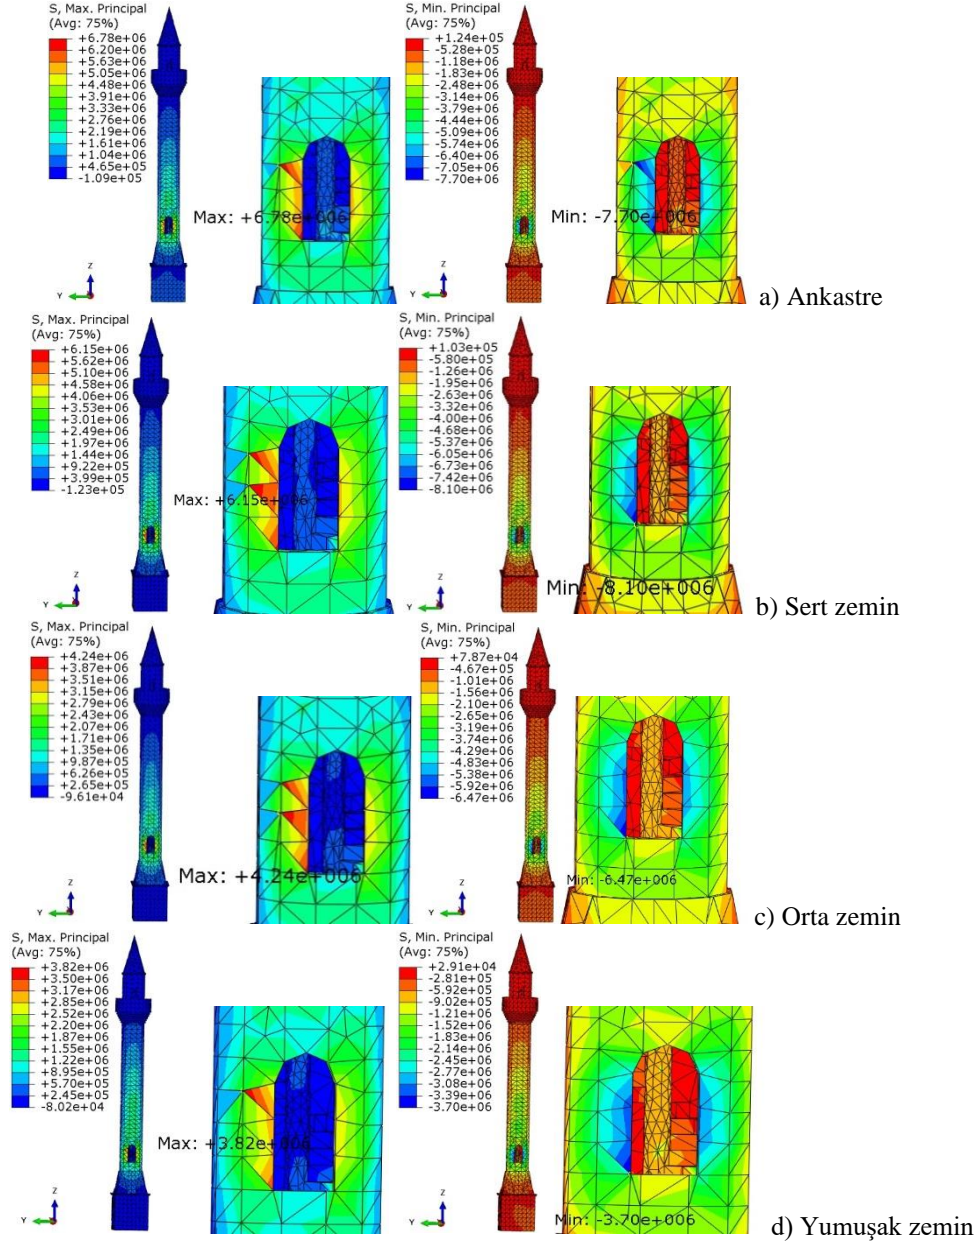 S, Max. Principal
(Avg: 75%)
+6.78e+06
+6.20e+06
+5.63e+06
+5.05e+06
+4.48e+06
+3.91e+06
+3.33e+06
+2.76e+06
+2.19e+06
+1.61e+06
+1.04e+06
+4.65e+05
-1.09e+05
Max: +6.78e+006
Z
Y
S, Min. Principal
(Avg: 75%)
+1.24e+05
-5.28e+05
-1.18e+06
-1.83e+06
-2.48e+06
-3.14e+06
-3.79e+06
-4.44e+06
-5.09e+06
-5.74e+06
-6.40e+06
-7.05e+06
-7.70e+06
Min: -7.70e+006
Z
Y
a) Ankastre
S, Max. Principal
(Avg: 75%)
+6.15e+06
+5.62e+06
+5.10e+06
+4.58e+06
+4.06e+06
+3.53e+06
+3.01e+06
+2.49e+06
+1.97e+06
+1.44e+06
+9.22e+05
+3.99e+05
-1.23e+05
Max: +6.15e+006
Z
Y
S, Min. Principal
(Avg: 75%)
+1.03e+05
-5.80e+05
-1.26e+06
-1.95e+06
-2.63e+06
-3.32e+06
-4.00e+06
-4.68e+06
-5.37e+06
-6.05e+06
-6.73e+06
-7.42e+06
-8.10e+06
Min: -8.10e+006
Z
Y
b) Sert zemin
S, Max. Principal
(Avg: 75%)
+4.24e+06
+3.87e+06
+3.51e+06
+3.15e+06
+2.79e+06
+2.43e+06
+2.07e+06
+1.71e+06
+1.35e+06
+9.87e+05
+6.26e+05
+2.65e+05
-9.61e+04
Max: +4.24e+006
Z
Y
S, Min. Principal
(Avg: 75%)
+7.87e+04
-4.67e+05
-1.01e+06
-1.56e+06
-2.10e+06
-2.65e+06
-3.19e+06
-3.74e+06
-4.29e+06
-4.83e+06
-5.38e+06
-5.92e+06
-6.47e+06
Min: -6.47e+006
Z
Y
c) Orta zemin
S, Max. Principal
(Avg: 75%)
+3.82e+06
+3.50e+06
+3.17e+06
+2.85e+06
+2.52e+06
+2.20e+06
+1.87e+06
+1.55e+06
+1.22e+06
+8.95e+05
+5.70e+05
+2.45e+05
-8.02e+04
Max: +3.82e+006
Z
Y
S, Min. Principal
(Avg: 75%)
+2.91e+04
-2.81e+05
-5.92e+05
-9.02e+05
-1.21e+06
-1.52e+06
-1.83e+06
-2.14e+06
-2.45e+06
-2.77e+06
-3.08e+06
-3.39e+06
-3.70e+06
Min: -3.70e+006
Z
Y
d) Yumuşak zemin